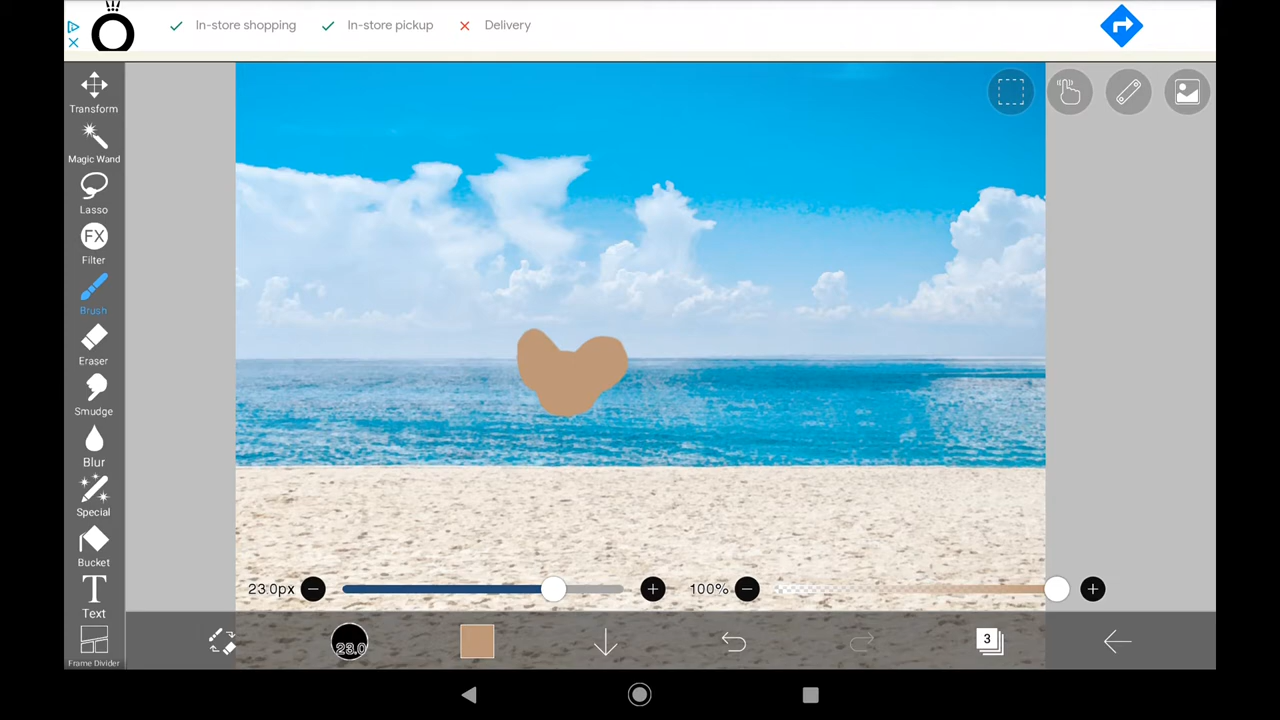 In-store shopping In-store pickup Delivery
Transform
Magic Wand
Lasso
FX
Filter
Brush
Eraser
Smudge
Blur
Special
Bucket
T
Text
Frame Divider
23.0px 100%
23.0 3